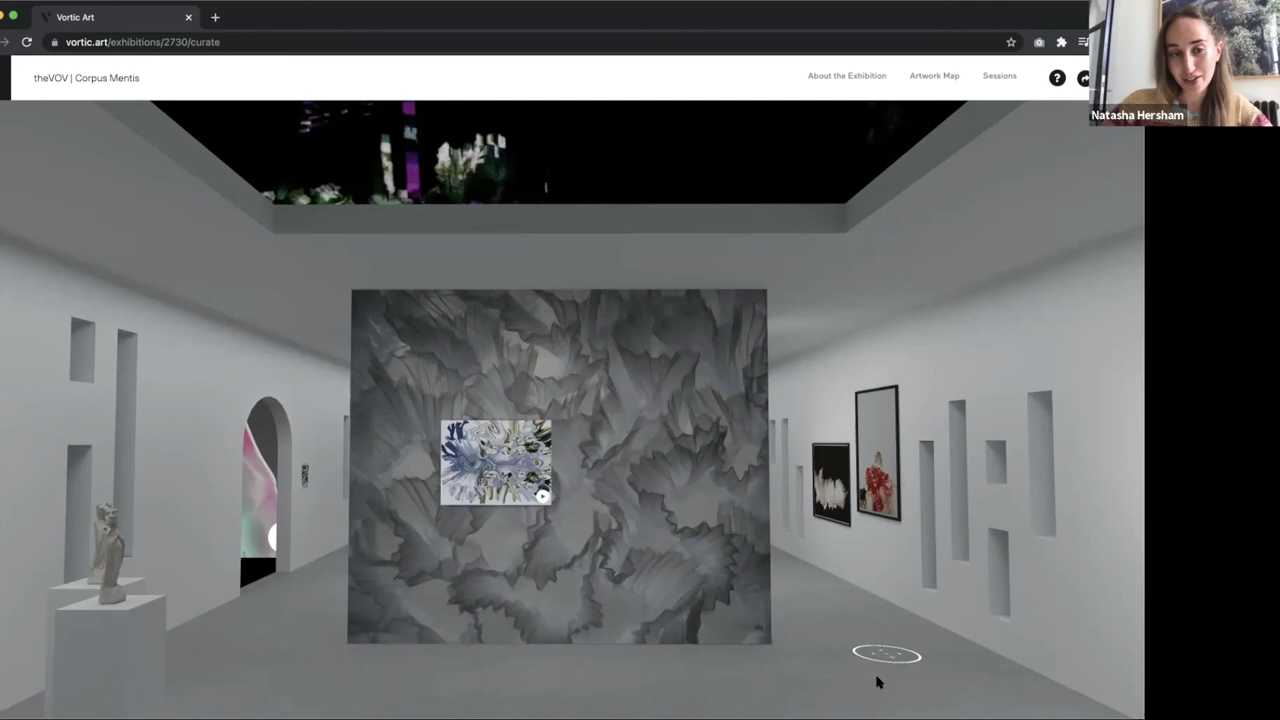 Vortic Art
vortic.art/exhibitions/2730/curate
theVOV | Corpus Mentis
About the Exhibition
Artwork Map
Sessions
?
Natasha Hersham